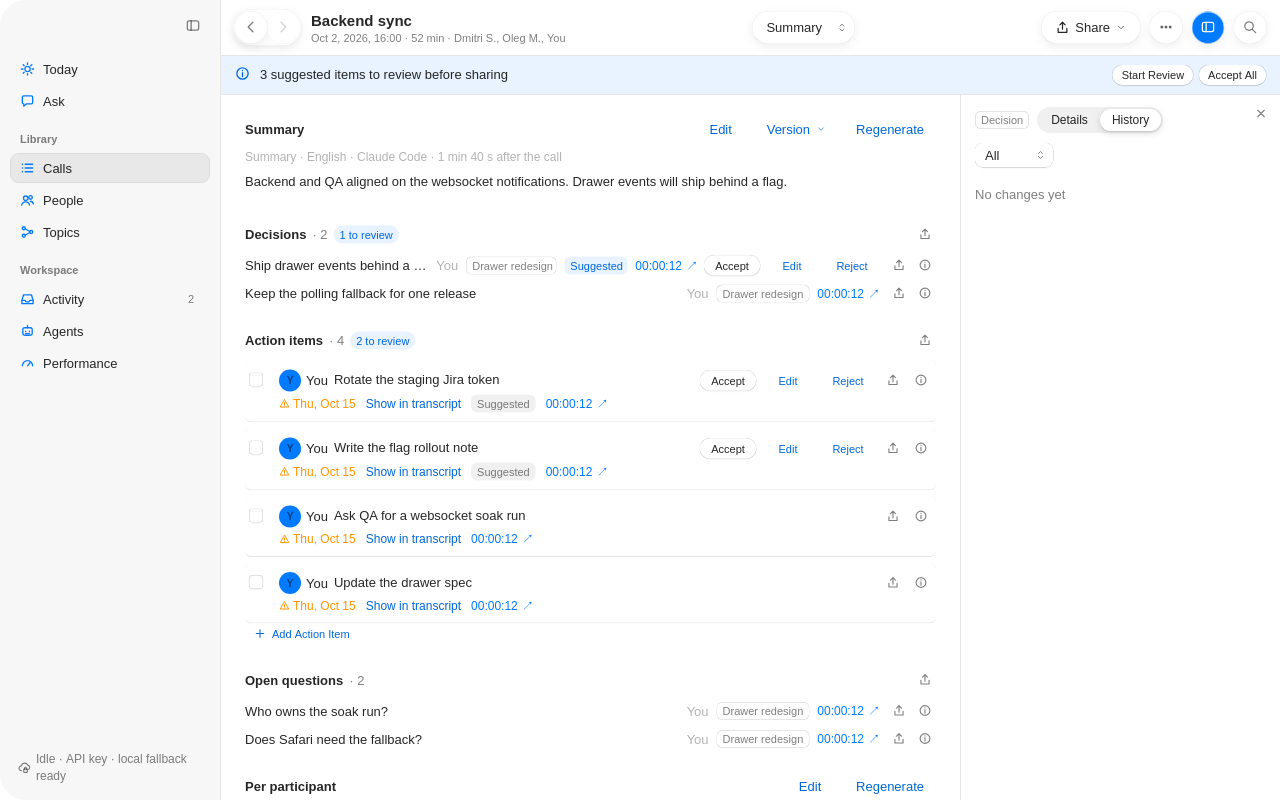 Backend sync
Oct 2, 2026, 16:00 · 52 min · Dmitri S., Oleg M., You
Summary
Share
Today
Ask
Library
Calls
People
Topics
Workspace
Activity 2
Agents
Performance
Idle · API key · local fallback
ready
3 suggested items to review before sharing
Start Review
Accept All
Summary
Edit
Version
Regenerate
Summary · English · Claude Code · 1 min 40 s after the call
Backend and QA aligned on the websocket notifications. Drawer events will ship behind a flag.
Decisions · 2 1 to review
Ship drawer events behind a … You Drawer redesign Suggested 00:00:12 Accept Edit Reject
Keep the polling fallback for one release You Drawer redesign 00:00:12
Action items · 4 2 to review
Y You Rotate the staging Jira token Accept Edit Reject
Thu, Oct 15 Show in transcript Suggested 00:00:12
Y You Write the flag rollout note Accept Edit Reject
Thu, Oct 15 Show in transcript Suggested 00:00:12
Y You Ask QA for a websocket soak run
Thu, Oct 15 Show in transcript 00:00:12
Y You Update the drawer spec
Thu, Oct 15 Show in transcript 00:00:12
Add Action Item
Open questions · 2
Who owns the soak run? You Drawer redesign 00:00:12
Does Safari need the fallback? You Drawer redesign 00:00:12
Per participant
Edit
Regenerate
Decision
Details
History
All
No changes yet